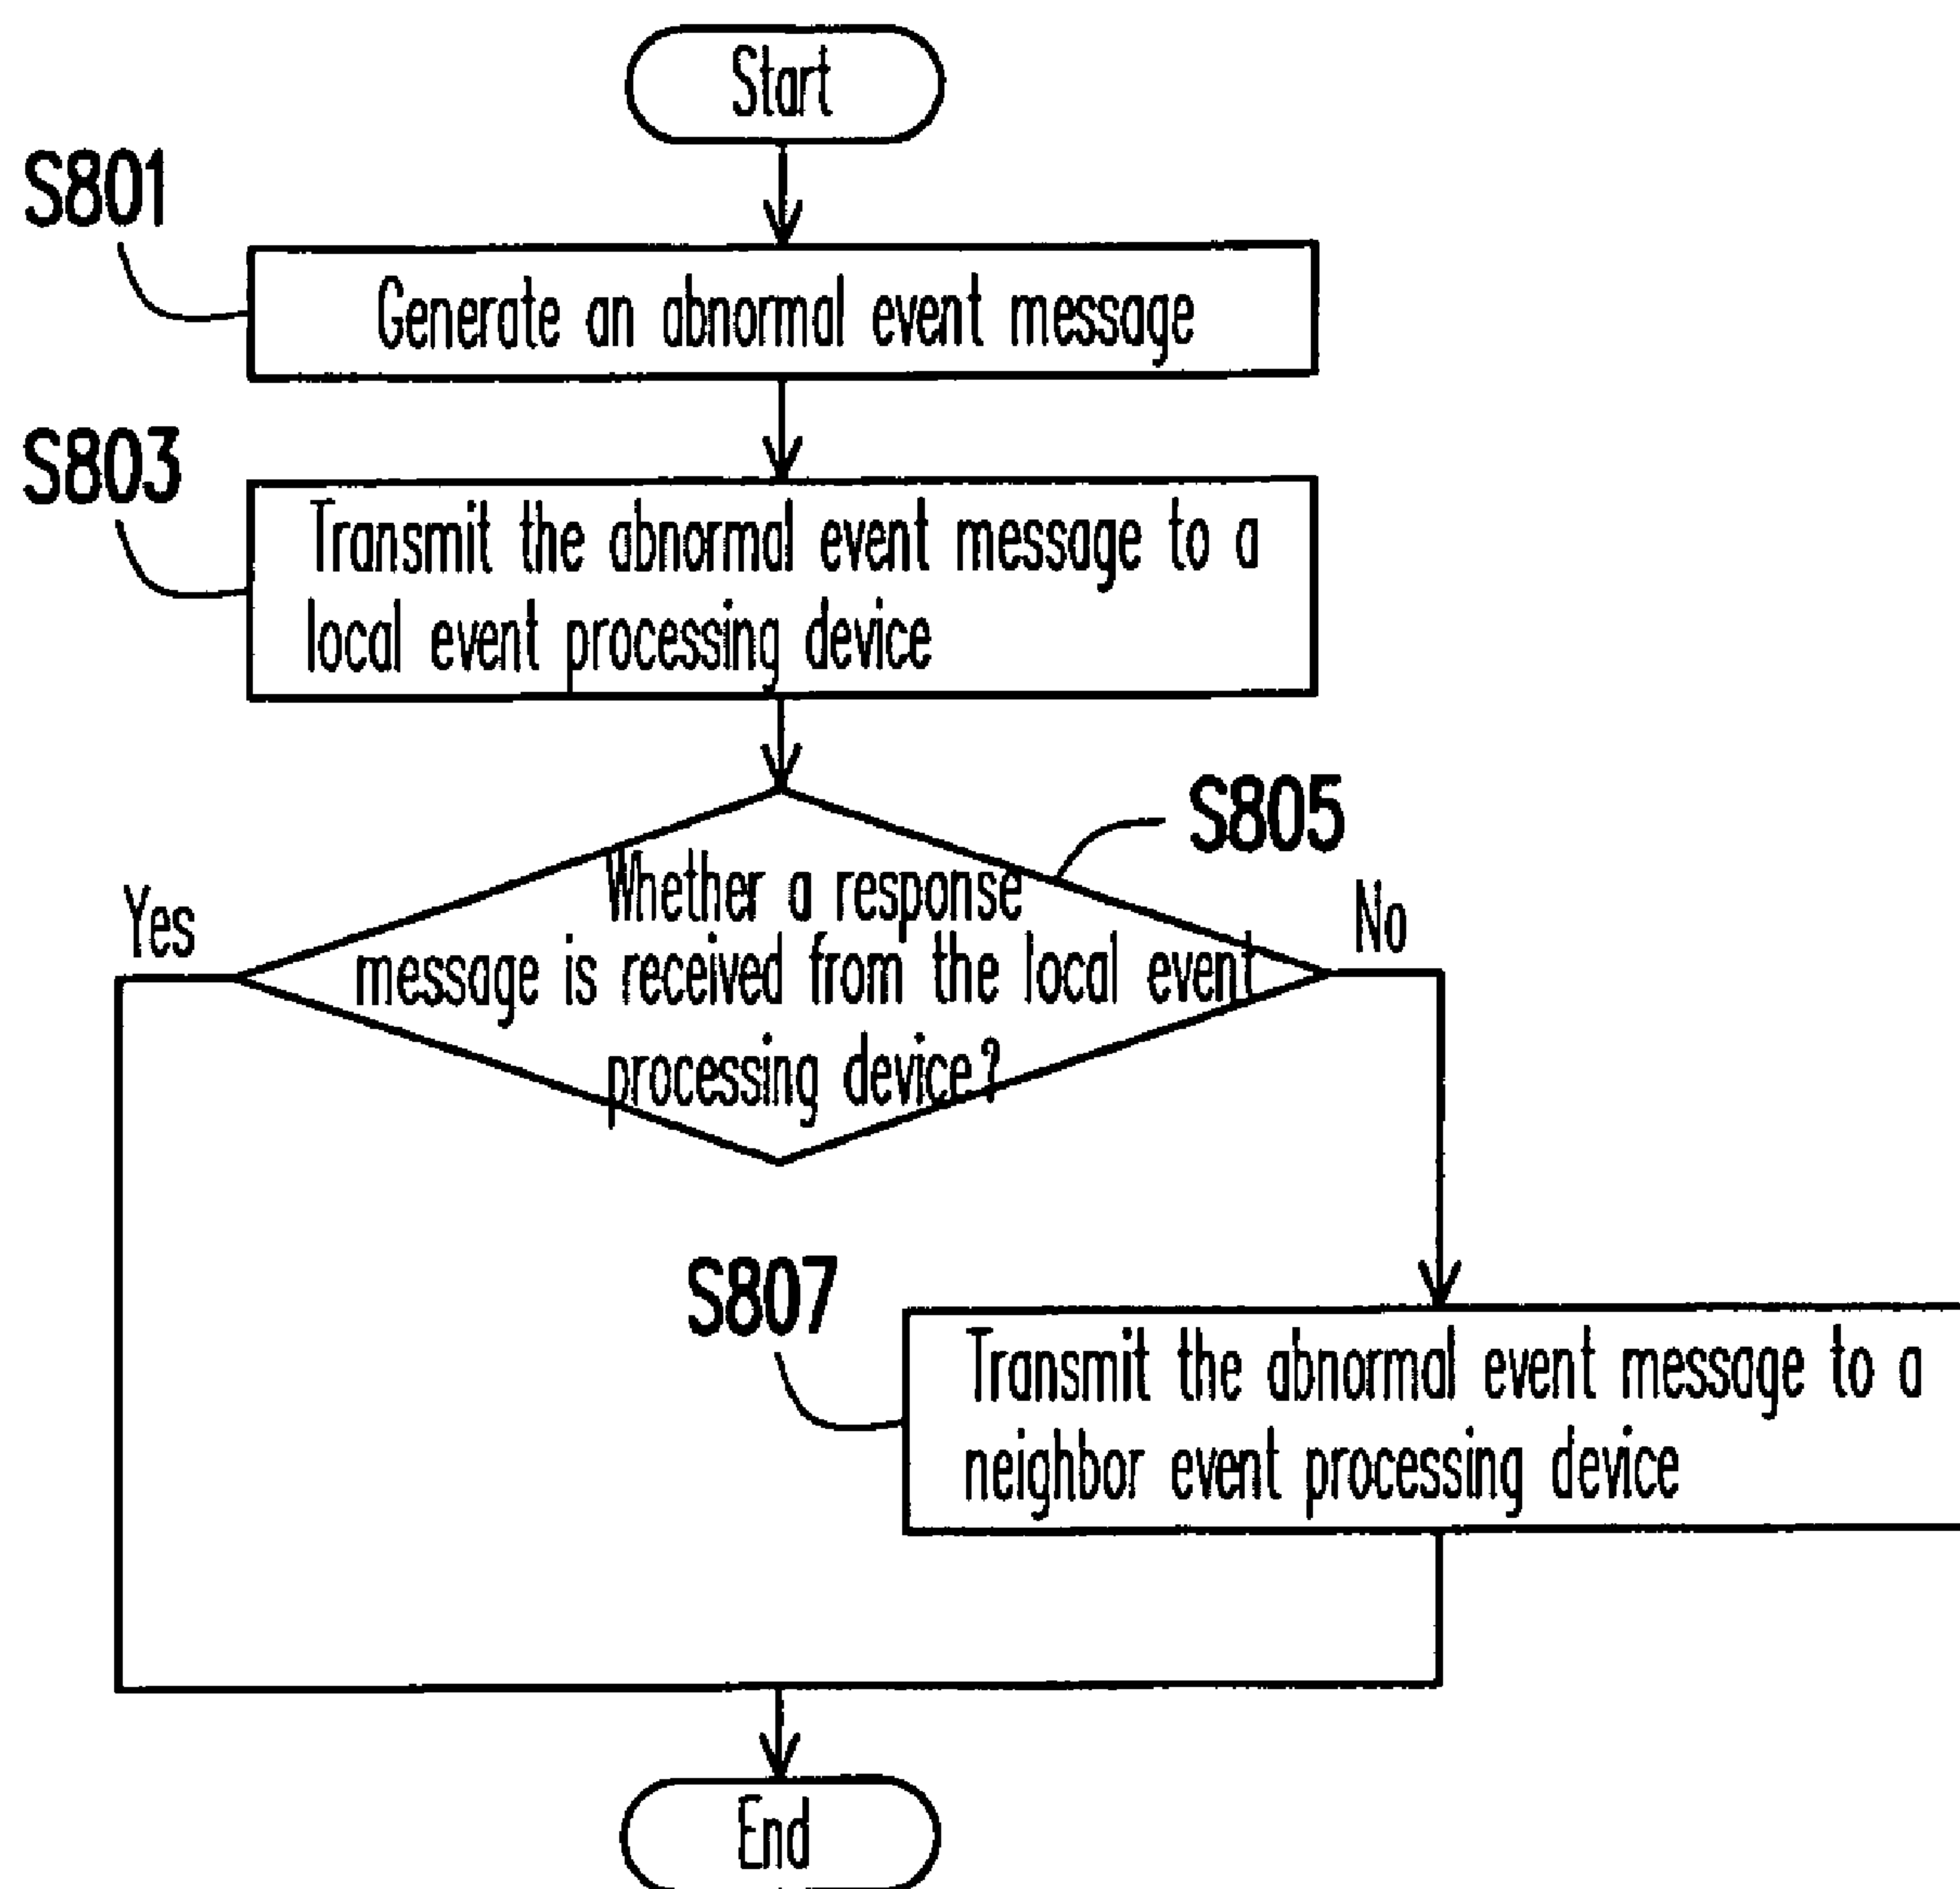 Start
S801
Generate an abnormal event message
S803
Transmit the abnormal event message to a
local event processing device
S805
Whether a response
message is received from the local event
processing device?
Yes
No
S807
Transmit the abnormal event message to a
neighbor event processing device
End